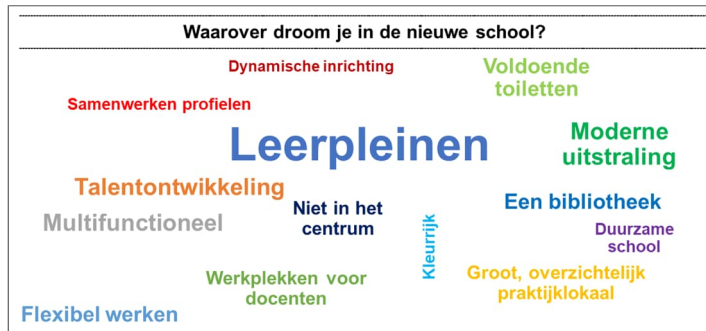 Waarover droom je in de nieuwe school?
Dynamische inrichting
Voldoende
toiletten
Samenwerken profielen
Leerpleinen
Moderne
uitstraling
Talentontwikkeling
Een bibliotheek
Niet in het
centrum
Multifunctioneel
Kleurrijk
Duurzame
school
Werkplekken voor
docenten
Groot, overzichtelijk
praktijklokaal
Flexibel werken